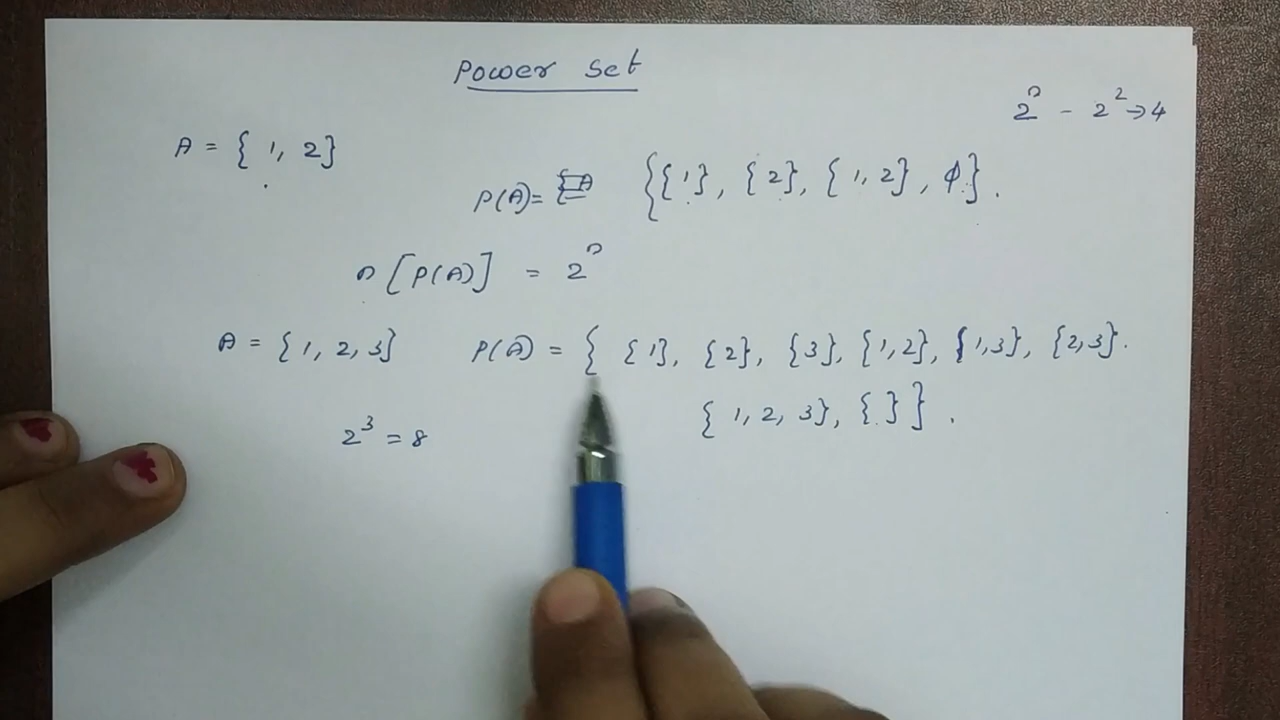 Power Set
2ⁿ - 2² → 4
A = { 1, 2}
P(A)= { {1}, {2}, {1, 2}, ϕ}.
n [P(A)] = 2ⁿ
A = {1, 2, 3} P(A) = { {1}, {2}, {3}, {1,2}, {1,3}, {2,3}.
{ 1, 2, 3}, { } } .
2³ = 8